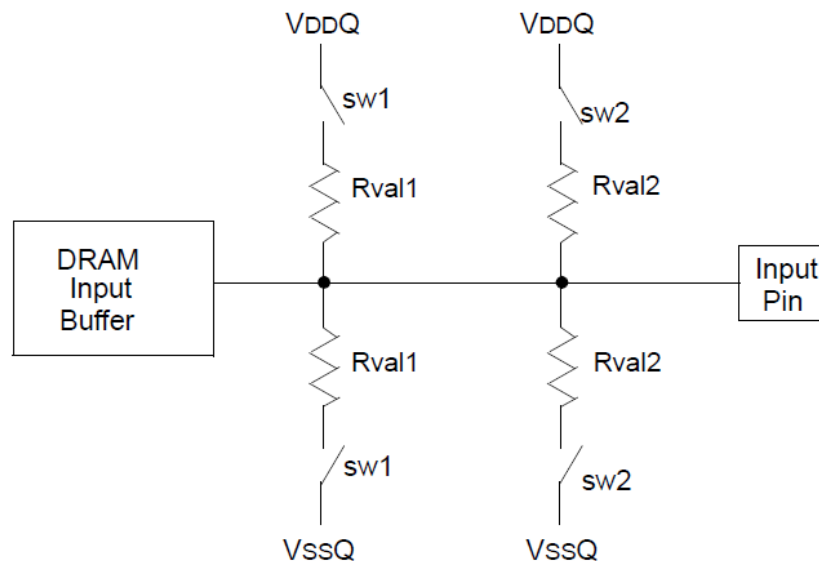 VDDQ
VDDQ
sw1
sw2
Rval1
Rval2
DRAM
Input
Buffer
Input
Pin
Rval1
Rval2
sw1
sw2
VSSQ
VSSQ